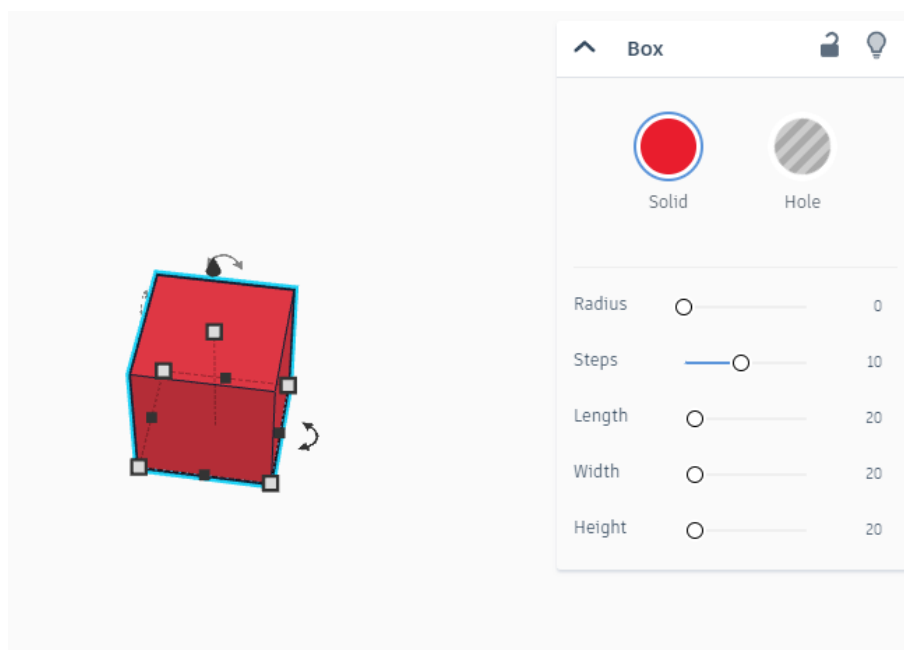 Box
Solid Hole
Radius 0
Steps 10
Length 20
Width 20
Height 20